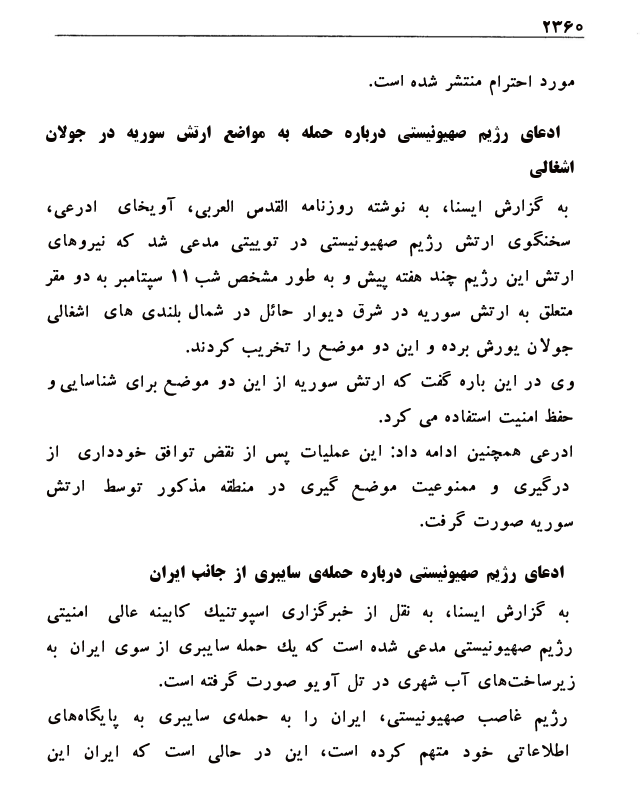 ۲۳۶۰
مورد احترام منتشر شده است.
ادعای رژیم صهیونیستی درباره حمله به مواضع ارتش سوریه در جولان
اشغالی
به گزارش ایسنا، به نوشته روزنامه القدس العربی، آویخای ادرعی،
سخنگوی ارتش رژیم صهیونیستی در توییتی مدعی شد که نیروهای
ارتش این رژیم چند هفته پیش و به طور مشخص شب ۱۱ سپتامبر به دو مقر
متعلق به ارتش سوریه در شرق دیوار حائل در شمال بلندی های اشغالی
جولان یورش برده و این دو موضع را تخریب کردند.
وی در این باره گفت که ارتش سوریه از این دو موضع برای شناسایی و
حفظ امنیت استفاده می کرد.
ادرعی همچنین ادامه داد: این عملیات پس از نقض توافق خودداری از
درگیری و ممنوعیت موضع گیری در منطقه مذکور توسط ارتش
سوریه صورت گرفت.
ادعای رژیم صهیونیستی درباره حمله‌ی سایبری از جانب ایران
به گزارش ایسنا، به نقل از خبرگزاری اسپوتنیك کابینه عالی امنیتی
رژیم صهیونیستی مدعی شده است که یك حمله سایبری از سوی ایران به
زیرساخت‌های آب شهری در تل آویو صورت گرفته است.
رژیم غاصب صهیونیستی، ایران را به حمله‌ی سایبری به پایگاه‌های
اطلاعاتی خود متهم کرده است، این در حالی است که ایران این